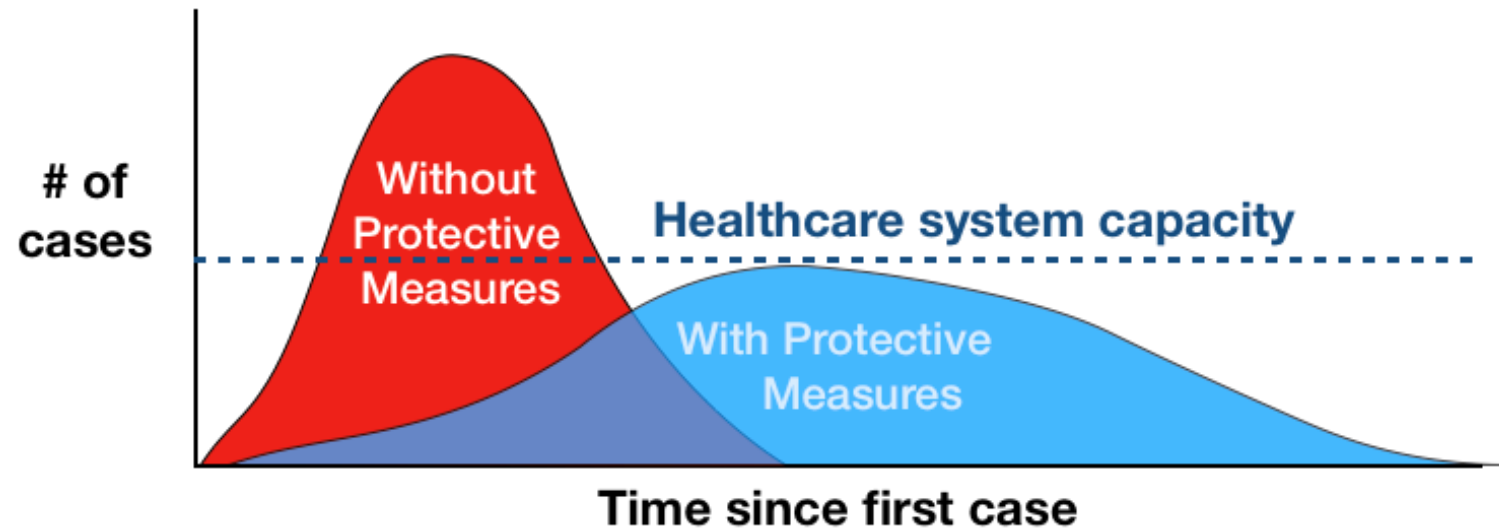 # of
cases
Without
Protective
Measures
Healthcare system capacity
With Protective
Measures
Time since first case